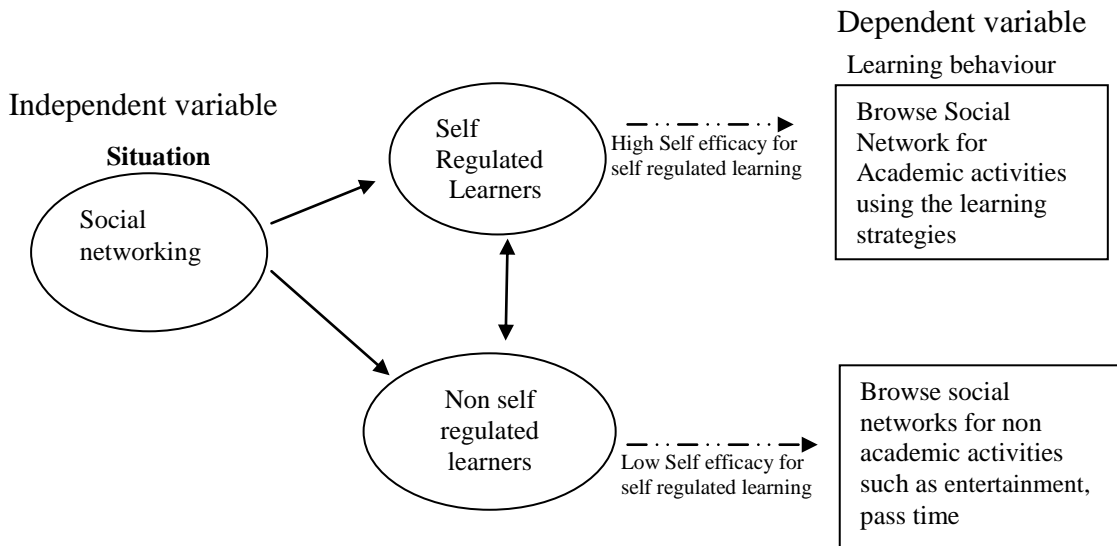 Independent variable
Situation
Social
networking
Self
Regulated
Learners
High Self efficacy for
self regulated learning
Dependent variable
Learning behaviour
Browse Social
Network for
Academic activities
using the learning
strategies
Non self
regulated
learners
Low Self efficacy for
self regulated learning
Browse social
networks for non
academic activities
such as entertainment,
pass time